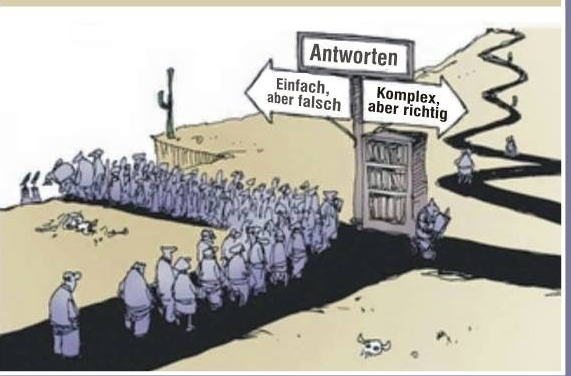 Antworten
Einfach,
aber falsch
Komplex,
aber richtig